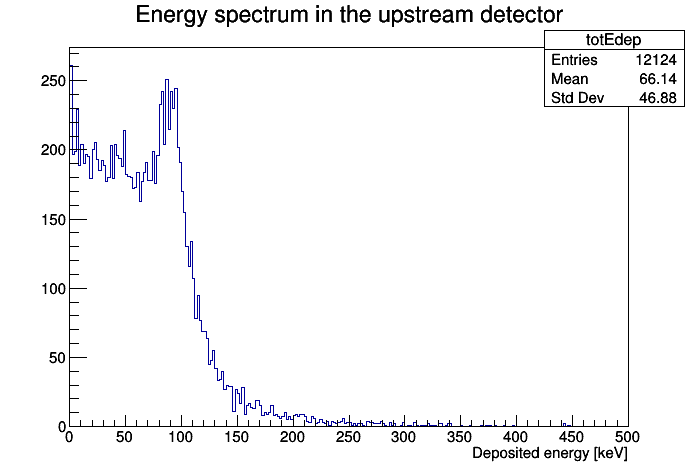 Energy spectrum in the upstream detector
totEdep
Entries 12124
Mean 66.14
Std Dev 46.88
250
200
150
100
50
0
0 50 100 150 200 250 300 350 400 450 500
Deposited energy [keV]